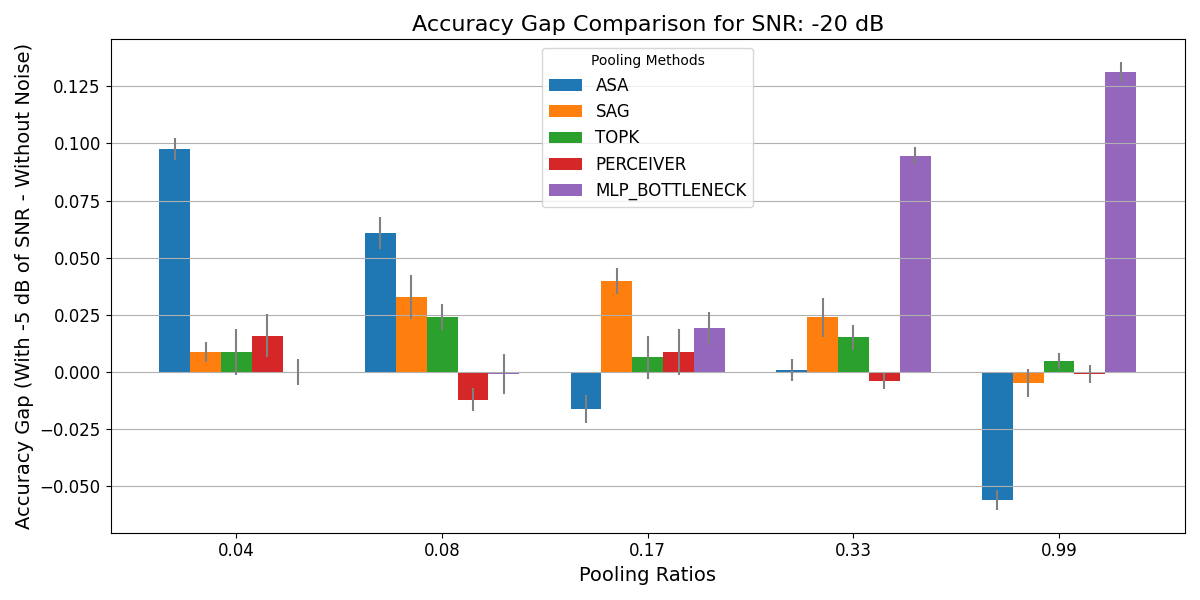 Accuracy Gap Comparison for SNR: -20 dB
Accuracy Gap (With -5 dB of SNR - Without Noise)
0.125
0.100
0.075
0.050
0.025
0.000
−0.025
−0.050
Pooling Methods
ASA
SAG
TOPK
PERCEIVER
MLP_BOTTLENECK
0.04 0.08 0.17 0.33 0.99
Pooling Ratios